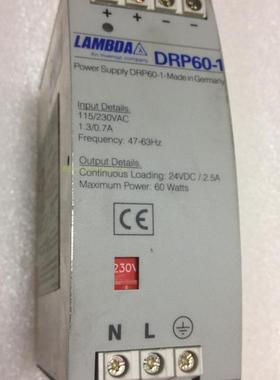 + + - -
LAMBDA
An Invensys company
DRP60-1
Power Supply DRP60-1-Made in Germany
Input Details.
115/230VAC
1.3/0.7A
Frequency: 47-63Hz
Output Details.
Continuous Loading: 24VDC / 2.5A
Maximum Power: 60 Watts
CE
230V
N L